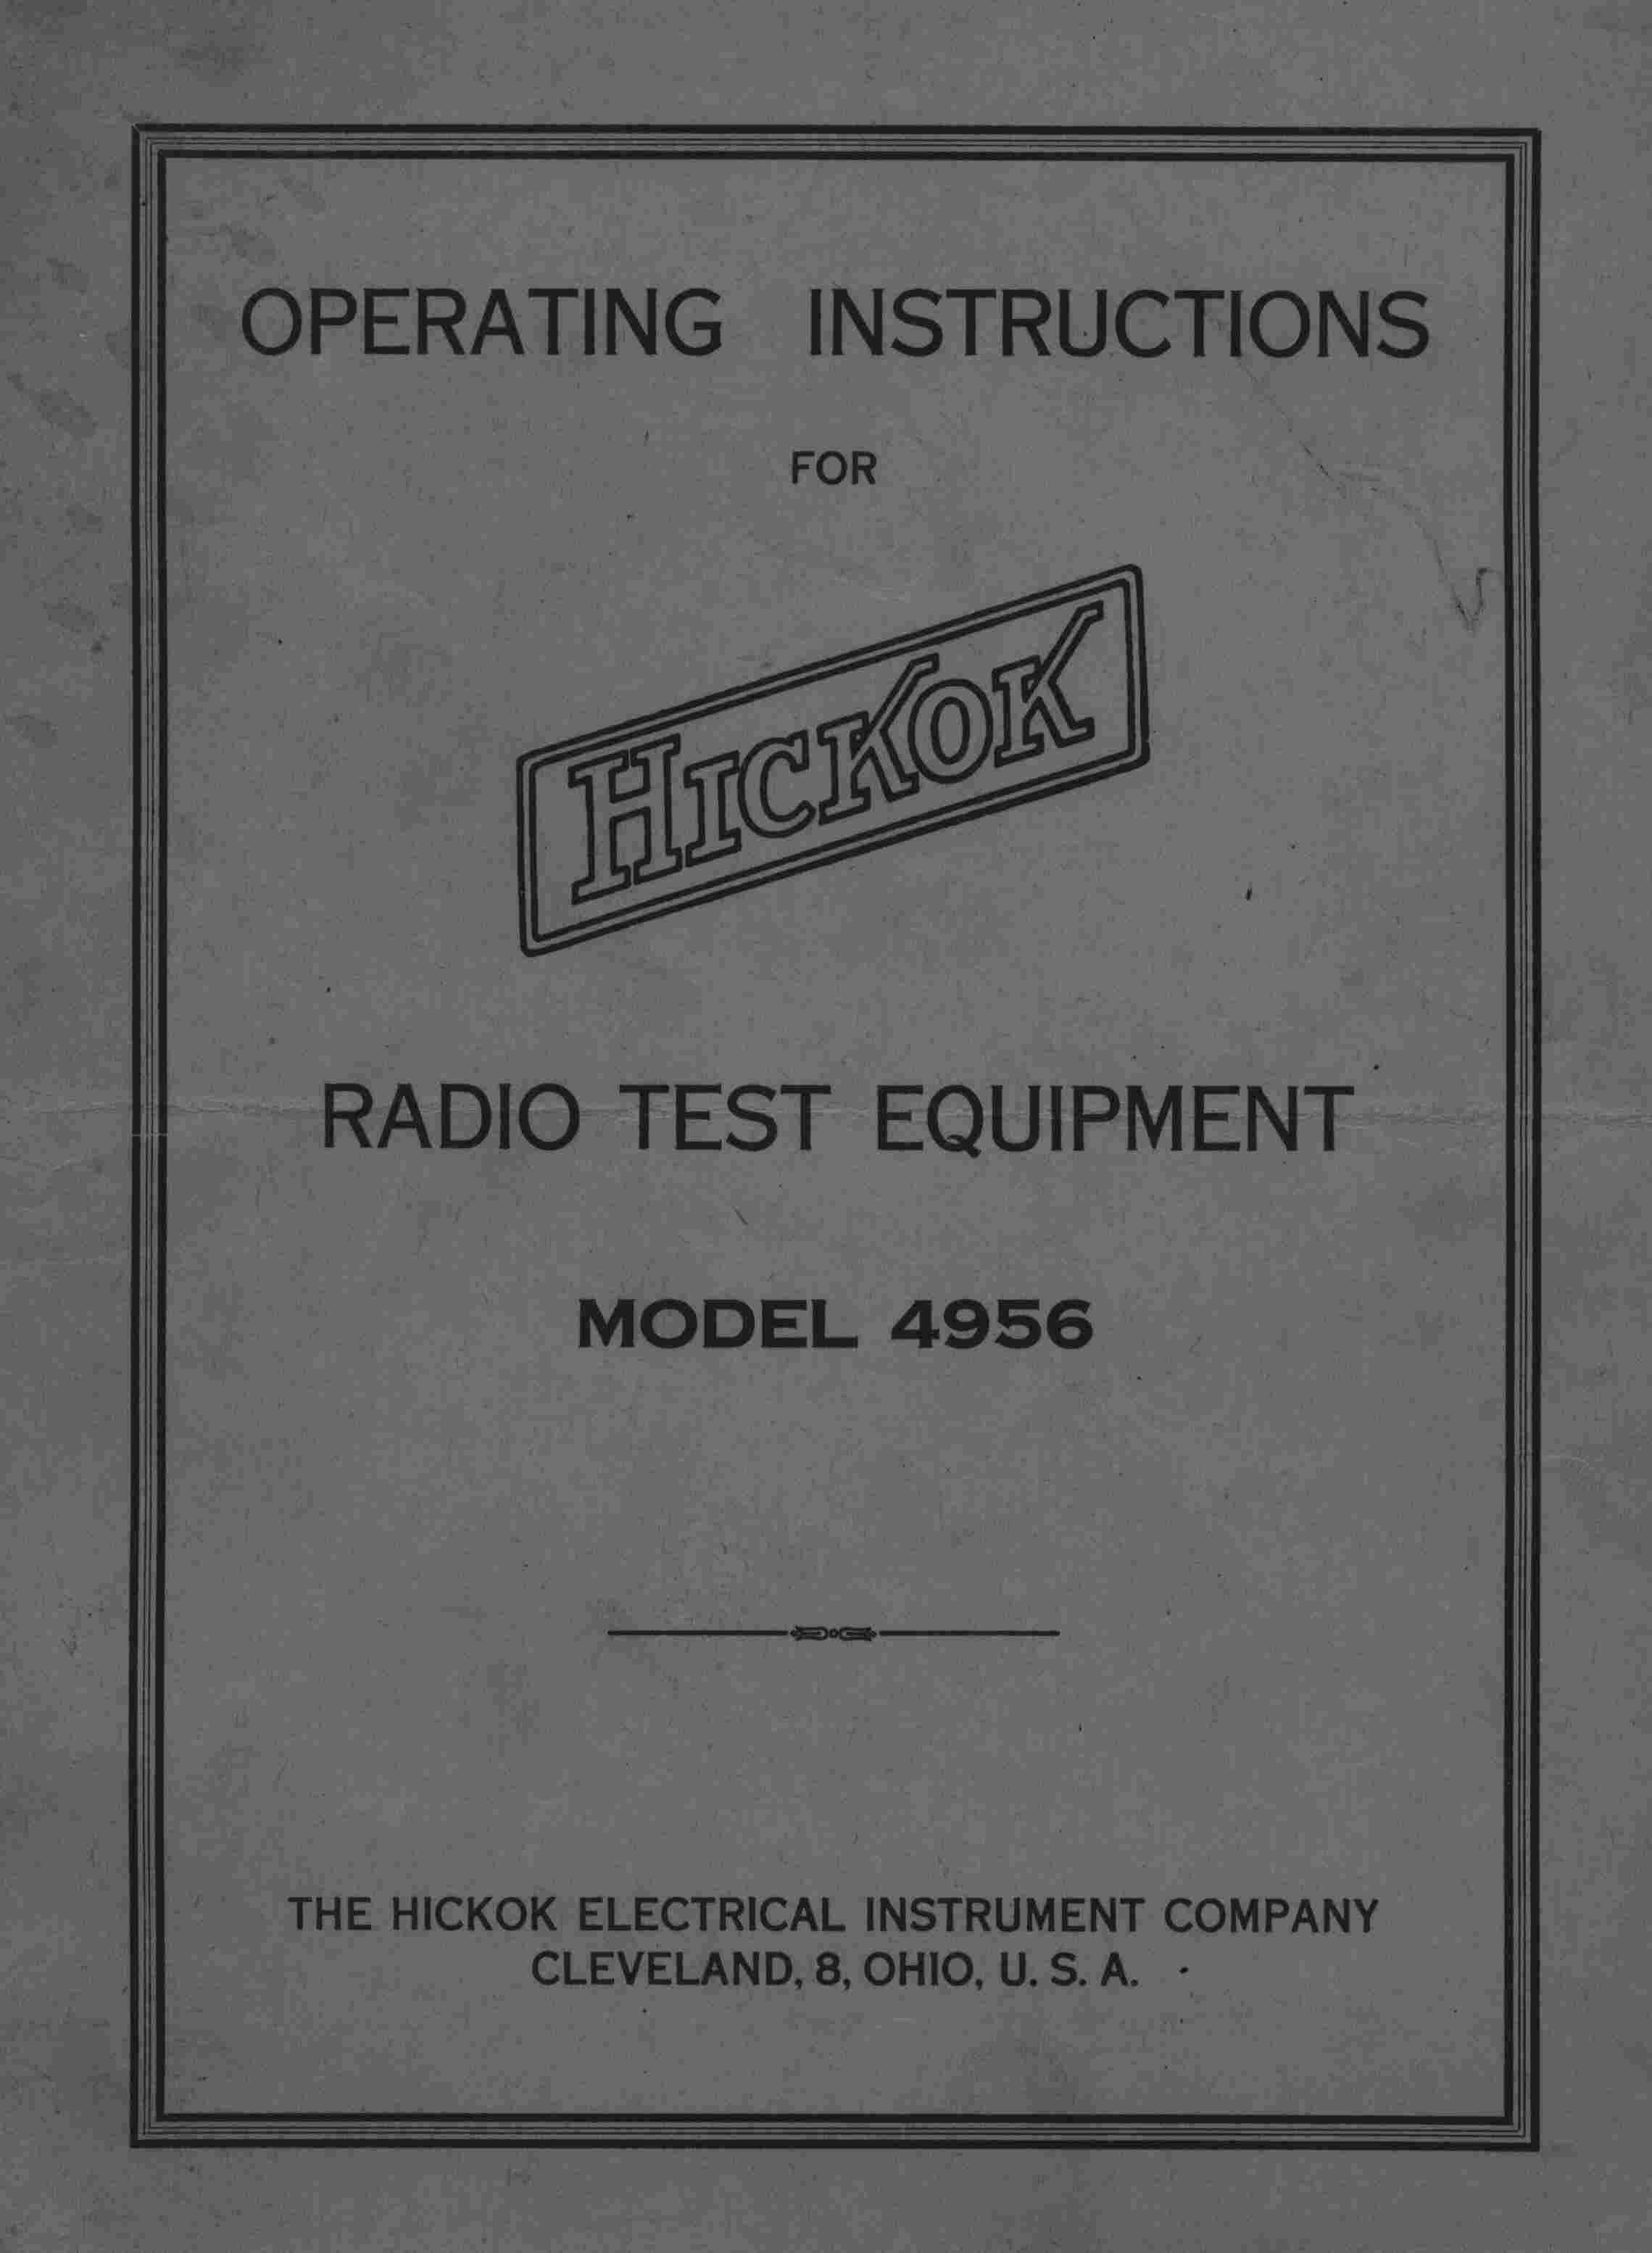 OPERATING INSTRUCTIONS
FOR
HICKOK
RADIO TEST EQUIPMENT
MODEL 4956
THE HICKOK ELECTRICAL INSTRUMENT COMPANY
CLEVELAND, 8, OHIO, U. S. A.